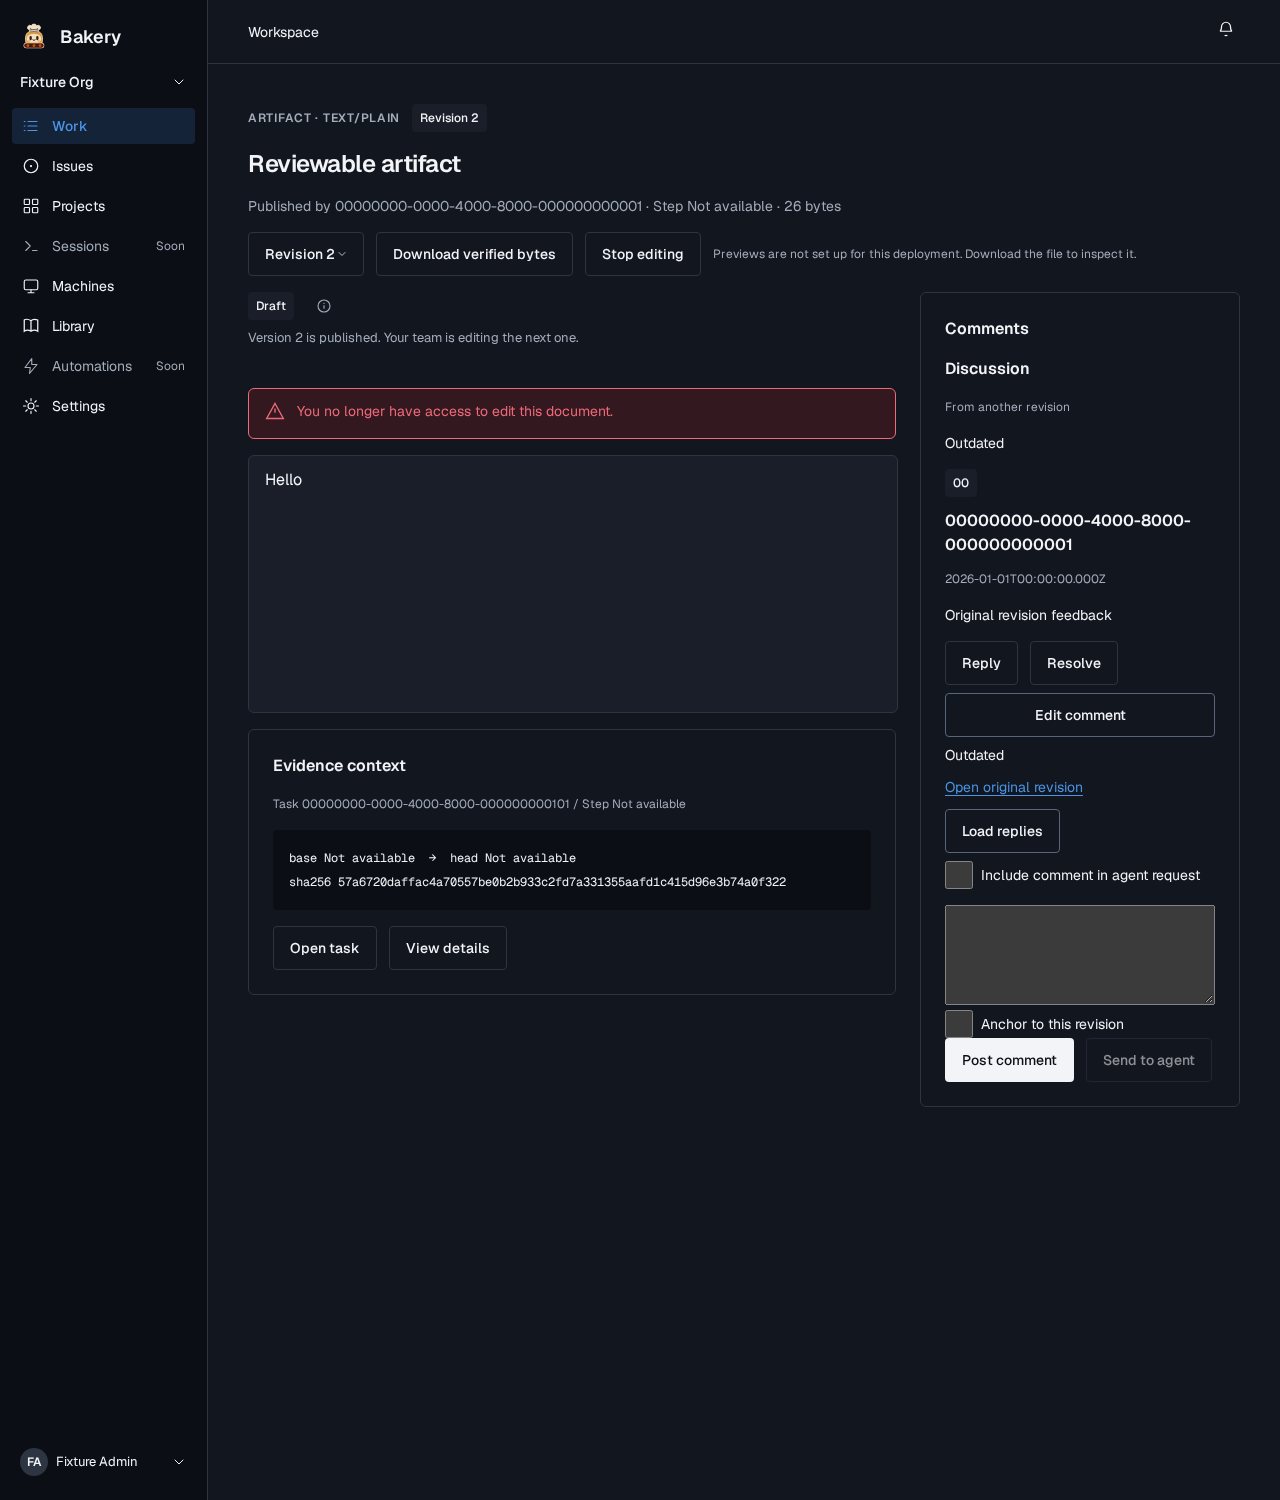 Bakery
Fixture Org
Work
Issues
Projects
Sessions Soon
Machines
Library
Automations Soon
Settings
FA Fixture Admin
Workspace
ARTIFACT · TEXT/PLAIN Revision 2
Reviewable artifact
Published by 00000000-0000-4000-8000-000000000001 · Step Not available · 26 bytes
Revision 2 Download verified bytes Stop editing Previews are not set up for this deployment. Download the file to inspect it.
Draft
Version 2 is published. Your team is editing the next one.
You no longer have access to edit this document.
Hello
Evidence context
Task 00000000-0000-4000-8000-000000000101 / Step Not available
base Not available → head Not available
sha256 57a6720daffac4a70557be0b2b933c2fd7a331355aafd1c415d96e3b74a0f322
Open task View details
Comments
Discussion
From another revision
Outdated
00
00000000-0000-4000-8000-
000000000001
2026-01-01T00:00:00.000Z
Original revision feedback
Reply Resolve
Edit comment
Outdated
Open original revision
Load replies
Include comment in agent request
Anchor to this revision
Post comment Send to agent